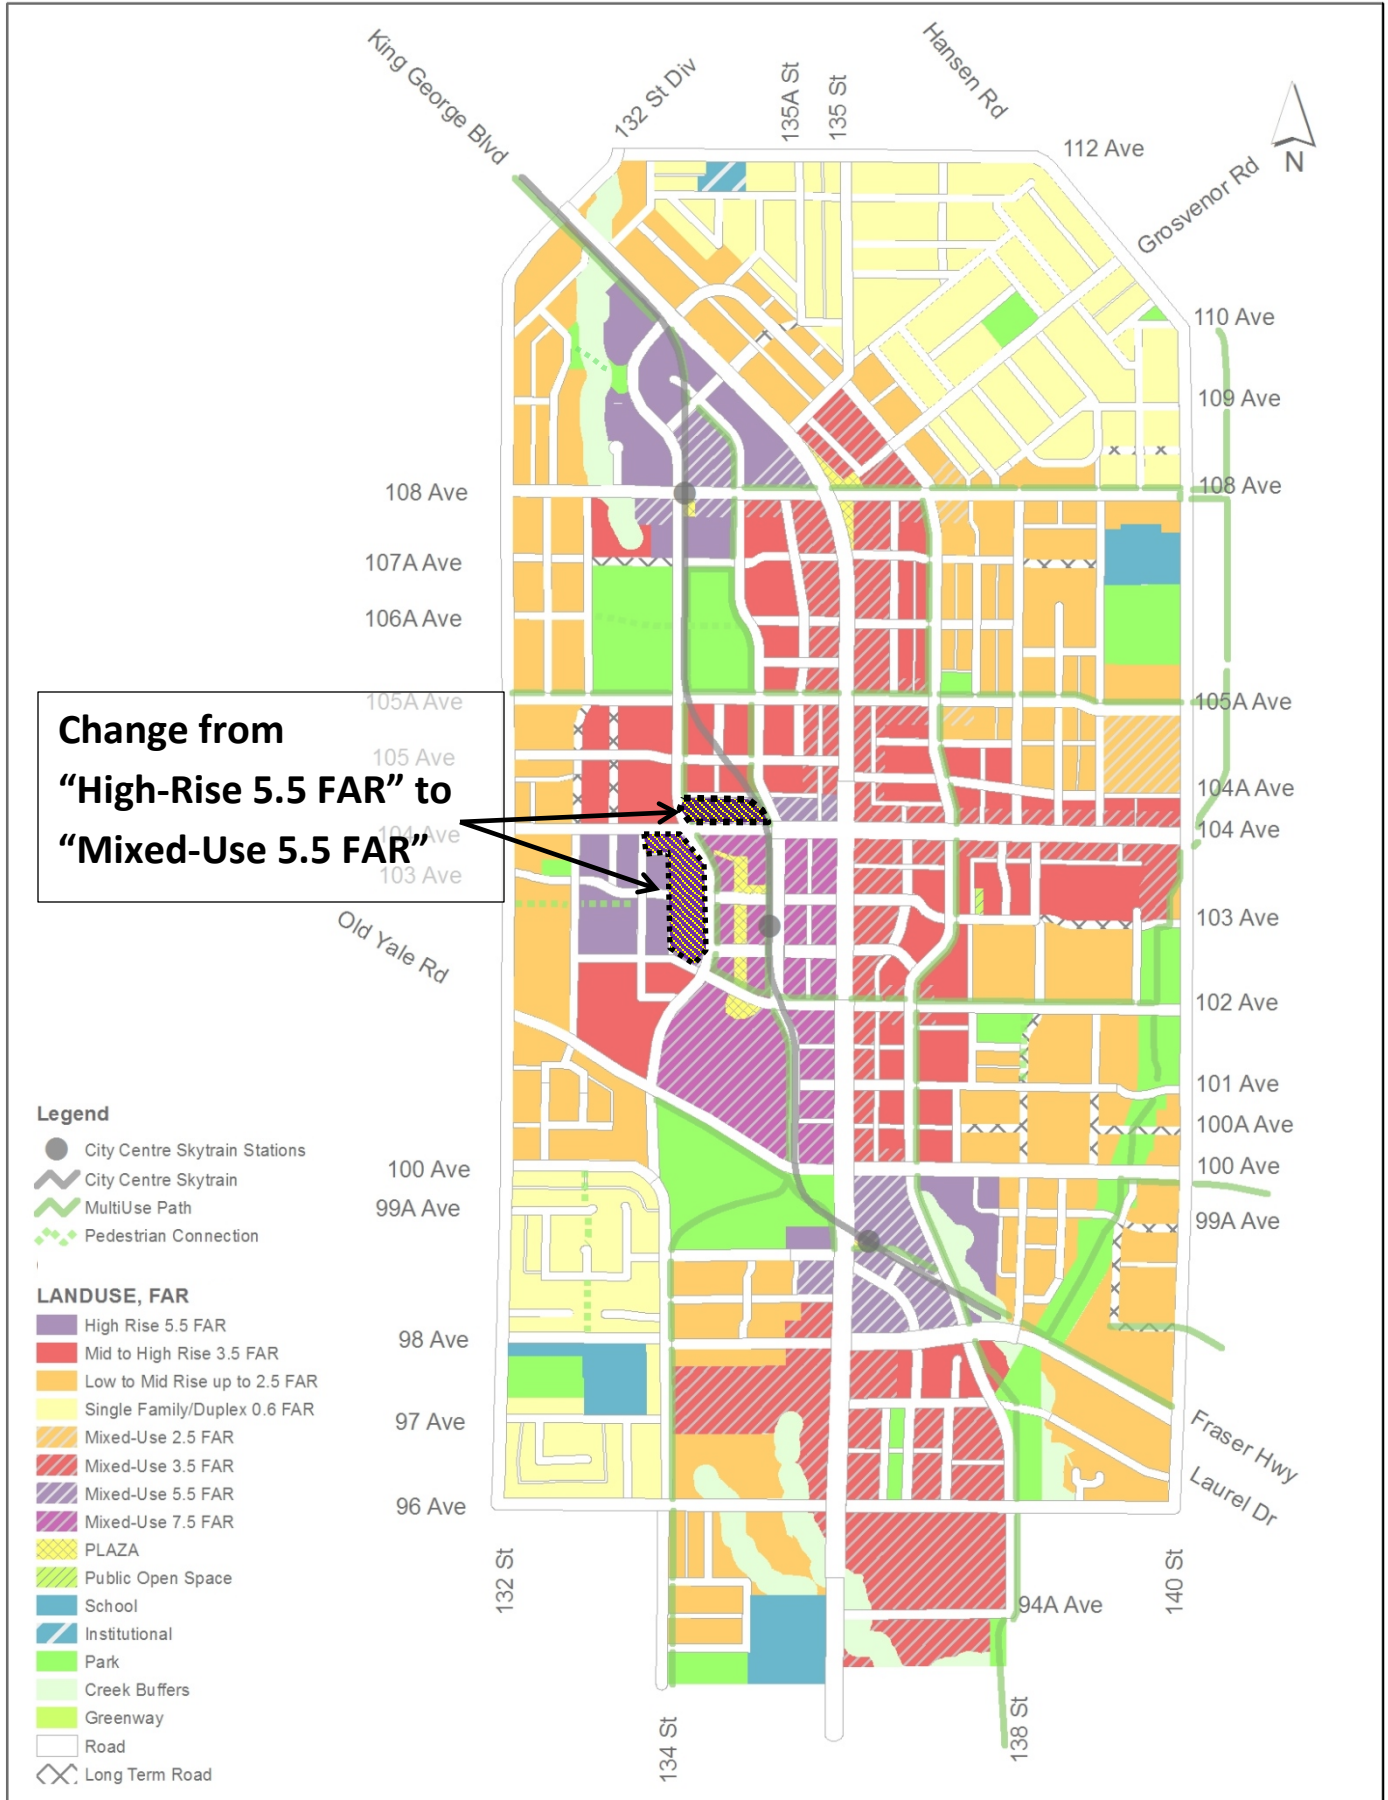 King George Blvd
132 St Div
135A St
135 St
Hansen Rd
112 Ave
Grosvenor Rd
N
110 Ave
109 Ave
108 Ave
108 Ave
107A Ave
106A Ave
105A Ave
105A Ave
Change from
“High-Rise 5.5 FAR” to
“Mixed-Use 5.5 FAR”
105 Ave
104A Ave
104 Ave
104 Ave
103 Ave
103 Ave
Old Yale Rd
102 Ave
101 Ave
100A Ave
100 Ave
100 Ave
99A Ave
99A Ave
98 Ave
97 Ave
96 Ave
Fraser Hwy
Laurel Dr
132 St
140 St
94A Ave
134 St
138 St
Legend
City Centre Skytrain Stations
City Centre Skytrain
MultiUse Path
Pedestrian Connection
LANDUSE, FAR
High Rise 5.5 FAR
Mid to High Rise 3.5 FAR
Low to Mid Rise up to 2.5 FAR
Single Family/Duplex 0.6 FAR
Mixed-Use 2.5 FAR
Mixed-Use 3.5 FAR
Mixed-Use 5.5 FAR
Mixed-Use 7.5 FAR
PLAZA
Public Open Space
School
Institutional
Park
Creek Buffers
Greenway
Road
Long Term Road